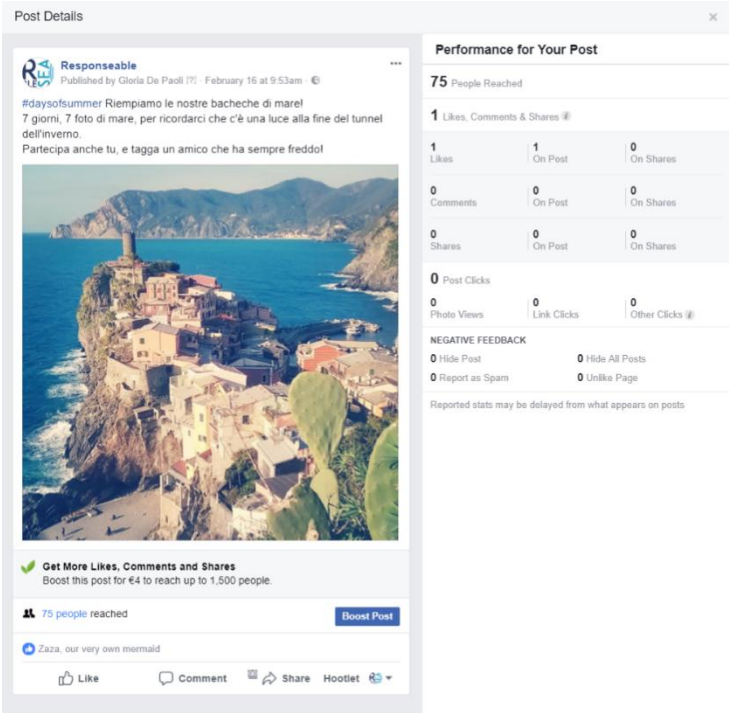 Post Details
Responseable
Published by Gloria De Paoli [?] · February 16 at 9:53am ·
#daysofsummer Riempiamo le nostre bacheche di mare!
7 giorni, 7 foto di mare, per ricordarci che c'è una luce alla fine del tunnel
dell'inverno.
Partecipa anche tu, e tagga un amico che ha sempre freddo!
Get More Likes, Comments and Shares
Boost this post for €4 to reach up to 1,500 people.
75 people reached
Boost Post
Zaza, our very own mermaid
Like Comment Share Hootlet
Performance for Your Post
75 People Reached
1 Likes, Comments & Shares
1 1 0
Likes On Post On Shares
0 0 0
Comments On Post On Shares
0 0 0
Shares On Post On Shares
0 Post Clicks
0 0 0
Photo Views Link Clicks Other Clicks
NEGATIVE FEEDBACK
0 Hide Post 0 Hide All Posts
0 Report as Spam 0 Unlike Page
Reported stats may be delayed from what appears on posts